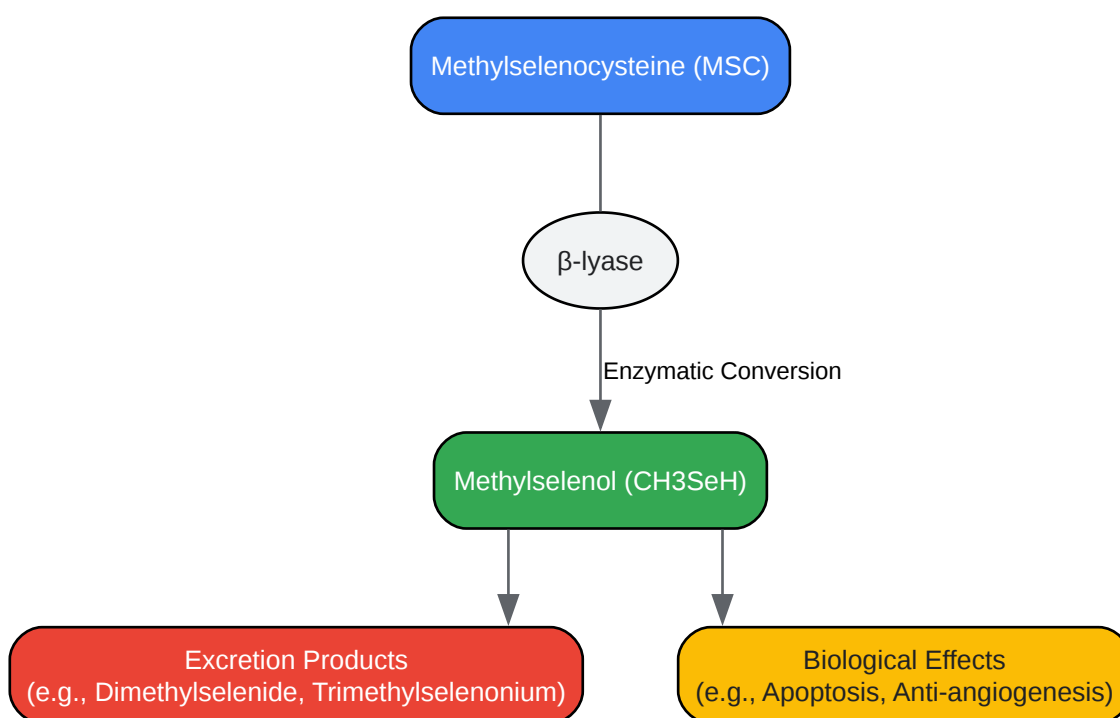 Methylselenocysteine (MSC)
β-lyase
Enzymatic Conversion
Methylselenol (CH3SeH)
Excretion Products
(e.g., Dimethylselenide, Trimethylselenonium)
Biological Effects
(e.g., Apoptosis, Anti-angiogenesis)